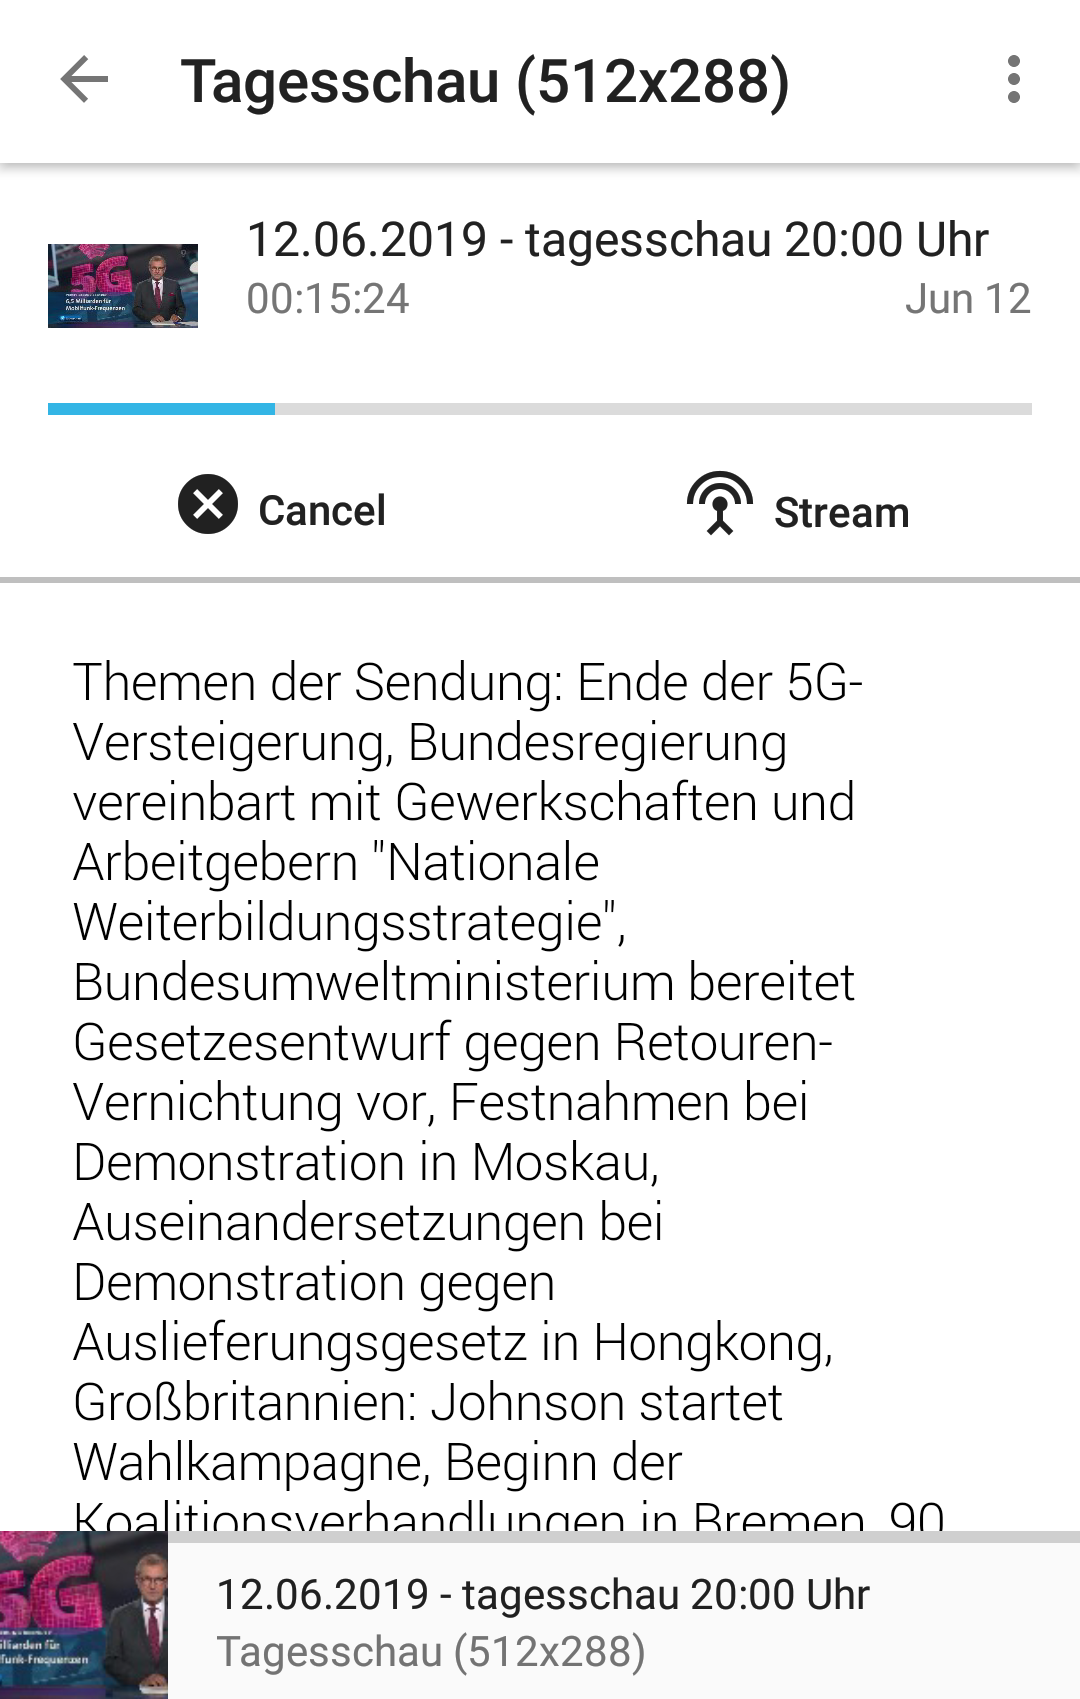 Tagesschau (512x288)
5G
6,5 Milliarden für
Mobilfunk-Frequenzen
12.06.2019 - tagesschau 20:00 Uhr
00:15:24
Jun 12
Cancel
Stream
Themen der Sendung: Ende der 5G-
Versteigerung, Bundesregierung
vereinbart mit Gewerkschaften und
Arbeitgebern "Nationale
Weiterbildungsstrategie",
Bundesumweltministerium bereitet
Gesetzesentwurf gegen Retouren-
Vernichtung vor, Festnahmen bei
Demonstration in Moskau,
Auseinandersetzungen bei
Demonstration gegen
Auslieferungsgesetz in Hongkong,
Großbritannien: Johnson startet
Wahlkampagne, Beginn der
Koalitionsverhandlungen in Bremen, 90
5G
illiarden für
funk-Frequenzen
12.06.2019 - tagesschau 20:00 Uhr
Tagesschau (512x288)